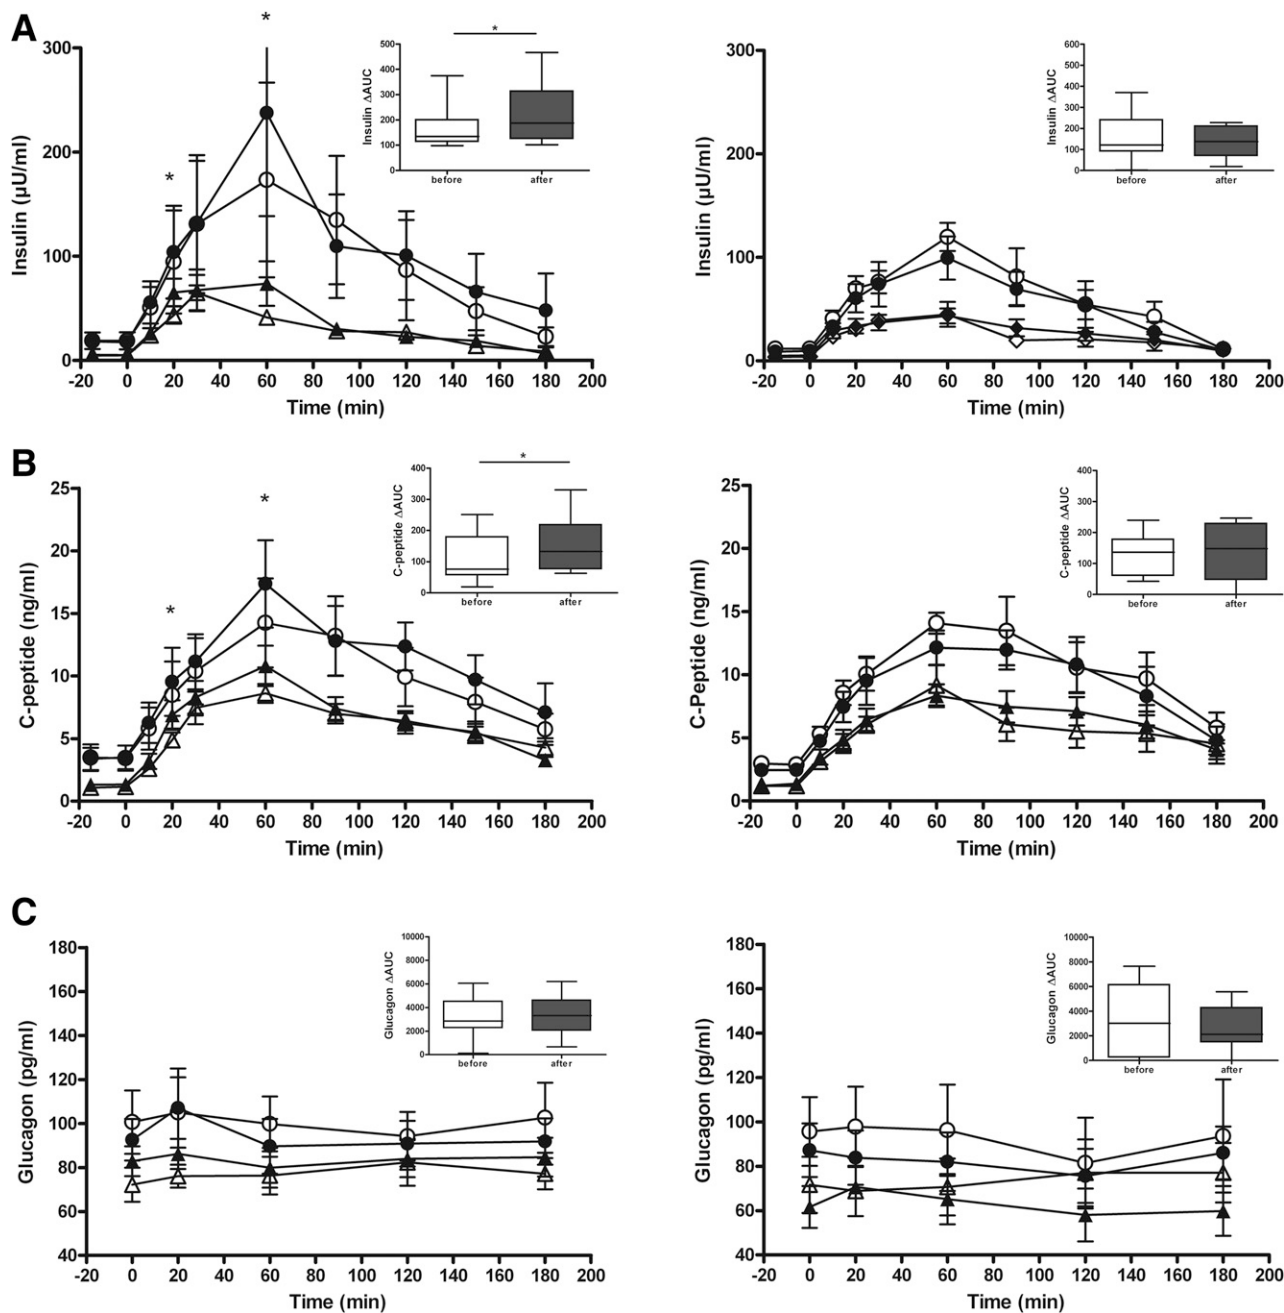 A
*
*
Insulin (µU/ml)
300
200
100
0
-20 0 20 40 60 80 100 120 140 160 180 200
Time (min)
*
Insulin ΔAUC
500
400
300
200
100
0
before after
Insulin (µU/ml)
300
200
100
0
-20 0 20 40 60 80 100 120 140 160 180 200
Time (min)
Insulin ΔAUC
600
500
400
300
200
100
0
before after
B
*
*
C-peptide (ng/ml)
25
20
15
10
5
0
-20 0 20 40 60 80 100 120 140 160 180 200
Time (min)
*
C-peptide ΔAUC
400
300
200
100
0
before after
C-Peptide (ng/ml)
25
20
15
10
5
0
-20 0 20 40 60 80 100 120 140 160 180 200
Time (min)
C-peptide ΔAUC
400
300
200
100
0
before after
C
Glucagon (pg/ml)
180
160
140
120
100
80
60
40
-20 0 20 40 60 80 100 120 140 160 180 200
Time (min)
Glucagon ΔAUC
10000
8000
6000
4000
2000
0
before after
Glucagon (pg/ml)
180
160
140
120
100
80
60
40
-20 0 20 40 60 80 100 120 140 160 180 200
Time (min)
Glucagon ΔAUC
10000
8000
6000
4000
2000
0
before after